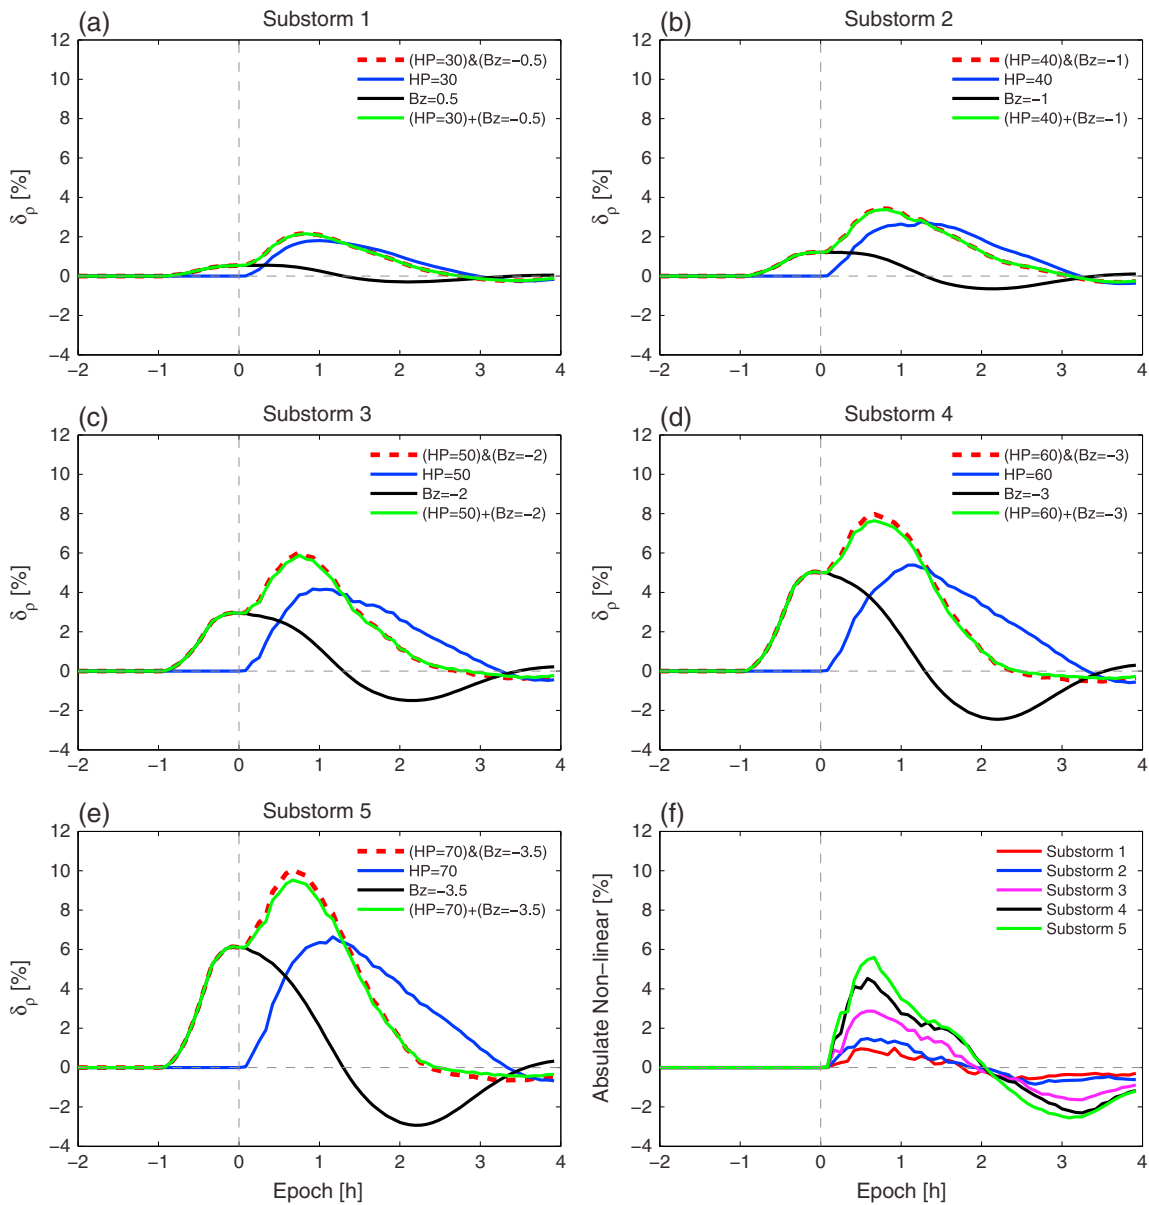 (a) Substorm 1
12
10
8
6
4
2
0
−2
−4
δρ [%]
(HP=30)&(Bz=−0.5)
HP=30
Bz=0.5
(HP=30)+(Bz=−0.5)
−2 −1 0 1 2 3 4
(b) Substorm 2
12
10
8
6
4
2
0
−2
−4
δρ [%]
(HP=40)&(Bz=−1)
HP=40
Bz=−1
(HP=40)+(Bz=−1)
−2 −1 0 1 2 3 4
(c) Substorm 3
12
10
8
6
4
2
0
−2
−4
δρ [%]
(HP=50)&(Bz=−2)
HP=50
Bz=−2
(HP=50)+(Bz=−2)
−2 −1 0 1 2 3 4
(d) Substorm 4
12
10
8
6
4
2
0
−2
−4
δρ [%]
(HP=60)&(Bz=−3)
HP=60
Bz=−3
(HP=60)+(Bz=−3)
−2 −1 0 1 2 3 4
(e) Substorm 5
12
10
8
6
4
2
0
−2
−4
δρ [%]
(HP=70)&(Bz=−3.5)
HP=70
Bz=−3.5
(HP=70)+(Bz=−3.5)
−2 −1 0 1 2 3 4
Epoch [h]
(f)
12
10
8
6
4
2
0
−2
−4
Absulate Non−linear [%]
Substorm 1
Substorm 2
Substorm 3
Substorm 4
Substorm 5
−2 −1 0 1 2 3 4
Epoch [h]